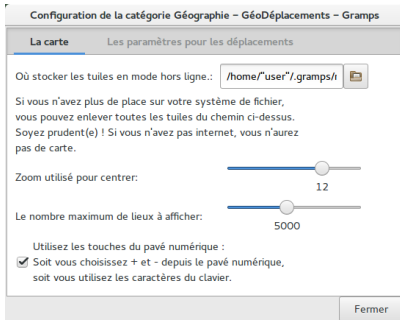 Configuration de la catégorie Géographie – GéoDéplacements – Gramps
La carte
Les paramètres pour les déplacements
Où stocker les tuiles en mode hors ligne.: /home/"user"/.gramps/
Si vous n'avez plus de place sur votre système de fichier,
vous pouvez enlever toutes les tuiles du chemin ci-dessus.
Soyez prudent(e) ! Si vous n'avez pas internet, vous n'aurez
pas de carte.
Zoom utilisé pour centrer:
12
Le nombre maximum de lieux à afficher:
5000
Utilisez les touches du pavé numérique :
Soit vous choisissez + et - depuis le pavé numérique,
soit vous utilisez les caractères du clavier.
Fermer